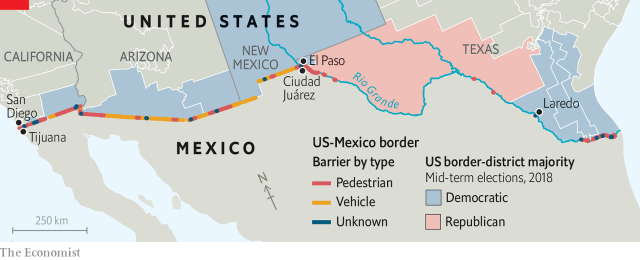 UNITED STATES
CALIFORNIA
ARIZONA
NEW
MEXICO
TEXAS
El Paso
Ciudad
Juárez
Rio Grande
San
Diego
Tijuana
Laredo
MEXICO
N
250 km
US-Mexico border
Barrier by type
Pedestrian
Vehicle
Unknown
US border-district majority
Mid-term elections, 2018
Democratic
Republican
The Economist